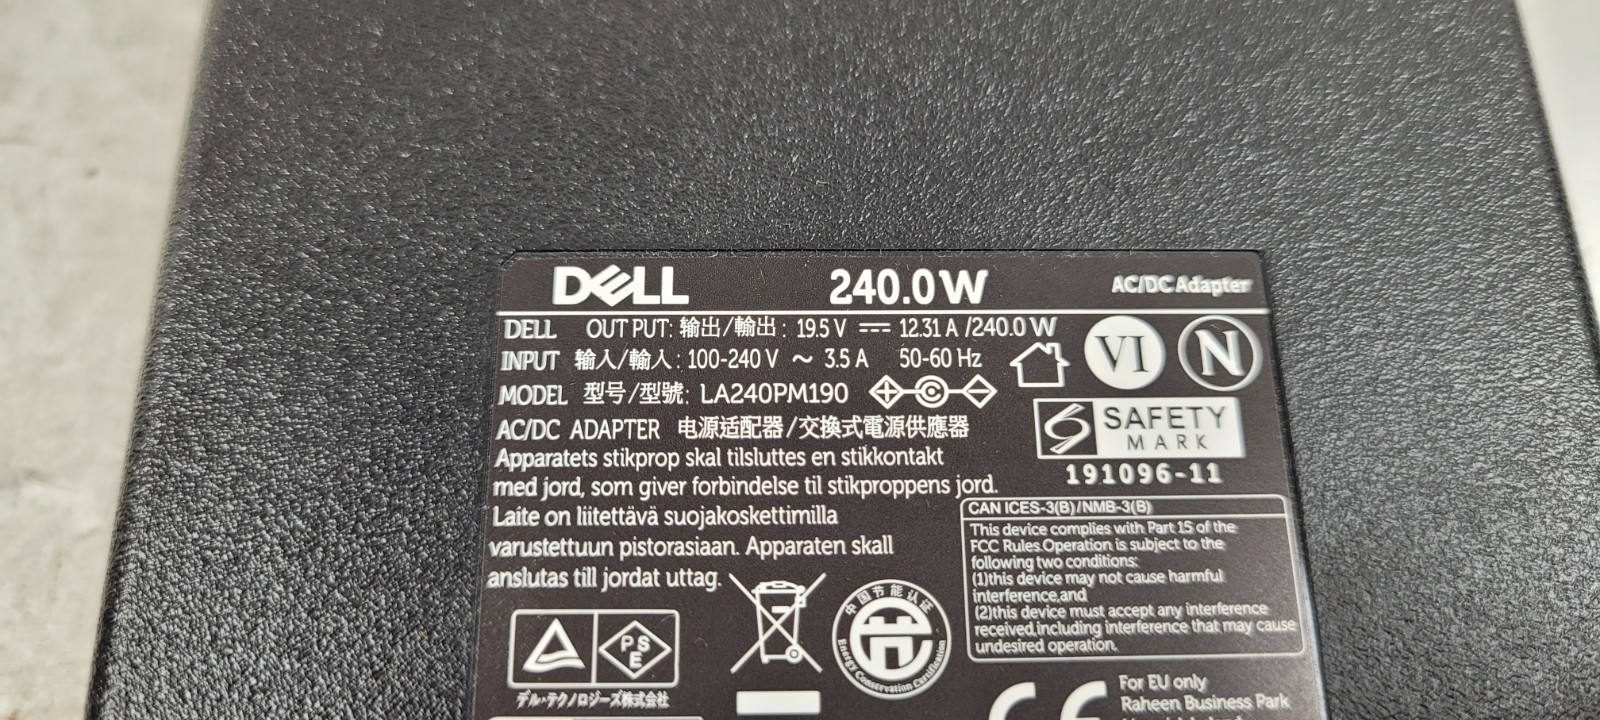 DELL 240.0W AC/DC Adapter
DELL OUTPUT: 输出/輸出: 19.5 V ⎓ 12.31 A /240.0 W
INPUT 输入/輸入: 100-240 V ~ 3.5 A 50-60 Hz
MODEL 型号/型號: LA240PM190
AC/DC ADAPTER 电源适配器/交換式電源供應器
Apparatets stikprop skal tilsluttes en stikkontakt
med jord, som giver forbindelse til stikproppens jord.
Laite on liitettävä suojakoskettimilla
varustettuun pistorasiaan. Apparaten skall
anslutas till jordat uttag.
VI
N
SAFETY
MARK
191096-11
CAN ICES-3(B)/NMB-3(B)
This device complies with Part 15 of the
FCC Rules.Operation is subject to the
following two conditions:
(1)this device may not cause harmful
interference,and
(2)this device must accept any interference
received,including interference that may cause
undesired operation.
PSE
デル・テクノロジーズ株式会社
中国节能认证
Energy Conservation Certification
CE
For EU only
Raheen Business Park